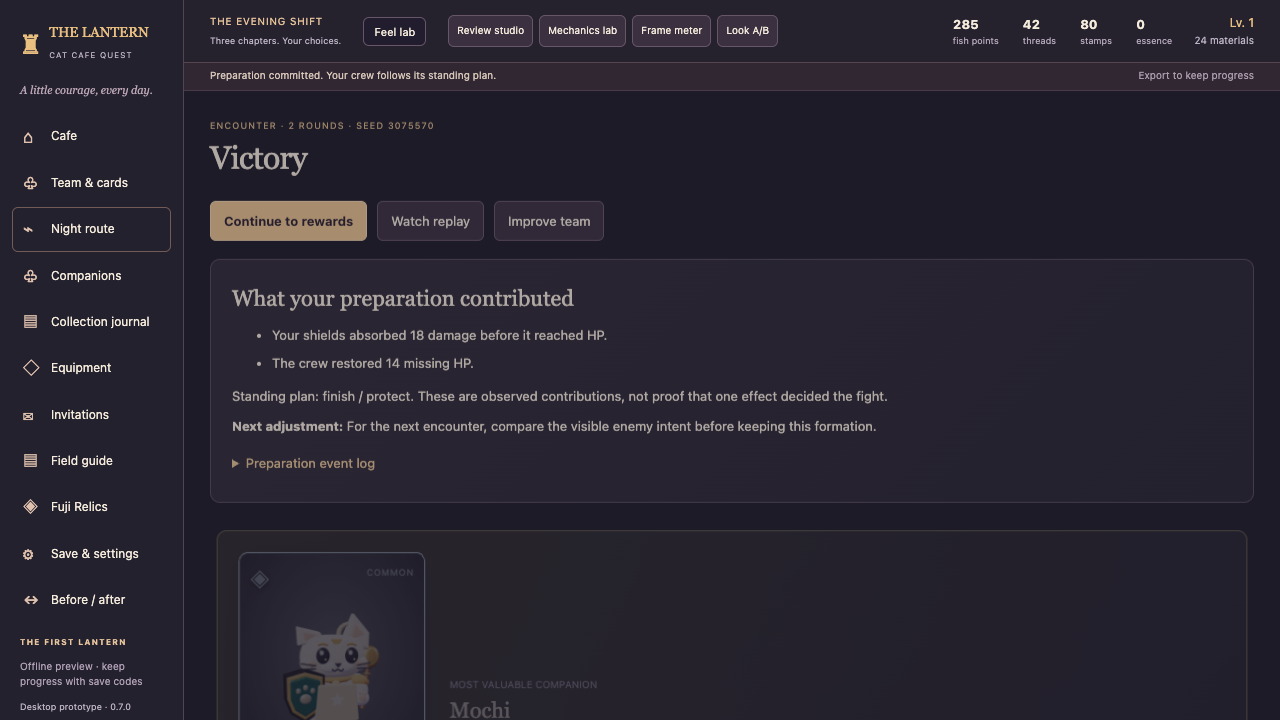 THE LANTERN
CAT CAFE QUEST
A little courage, every day.
Cafe
Team & cards
Night route
Companions
Collection journal
Equipment
Invitations
Field guide
Fuji Relics
Save & settings
Before / after
THE FIRST LANTERN
Offline preview · keep
progress with save codes
Desktop prototype · 0.7.0
THE EVENING SHIFT
Three chapters. Your choices.
Feel lab
Review studio
Mechanics lab
Frame meter
Look A/B
285
fish points
42
threads
80
stamps
0
essence
Lv. 1
24 materials
Preparation committed. Your crew follows its standing plan.
Export to keep progress
ENCOUNTER · 2 ROUNDS · SEED 3075570
Victory
Continue to rewards
Watch replay
Improve team
What your preparation contributed
• Your shields absorbed 18 damage before it reached HP.
• The crew restored 14 missing HP.
Standing plan: finish / protect. These are observed contributions, not proof that one effect decided the fight.
Next adjustment: For the next encounter, compare the visible enemy intent before keeping this formation.
Preparation event log
COMMON
MOST VALUABLE COMPANION
Mochi